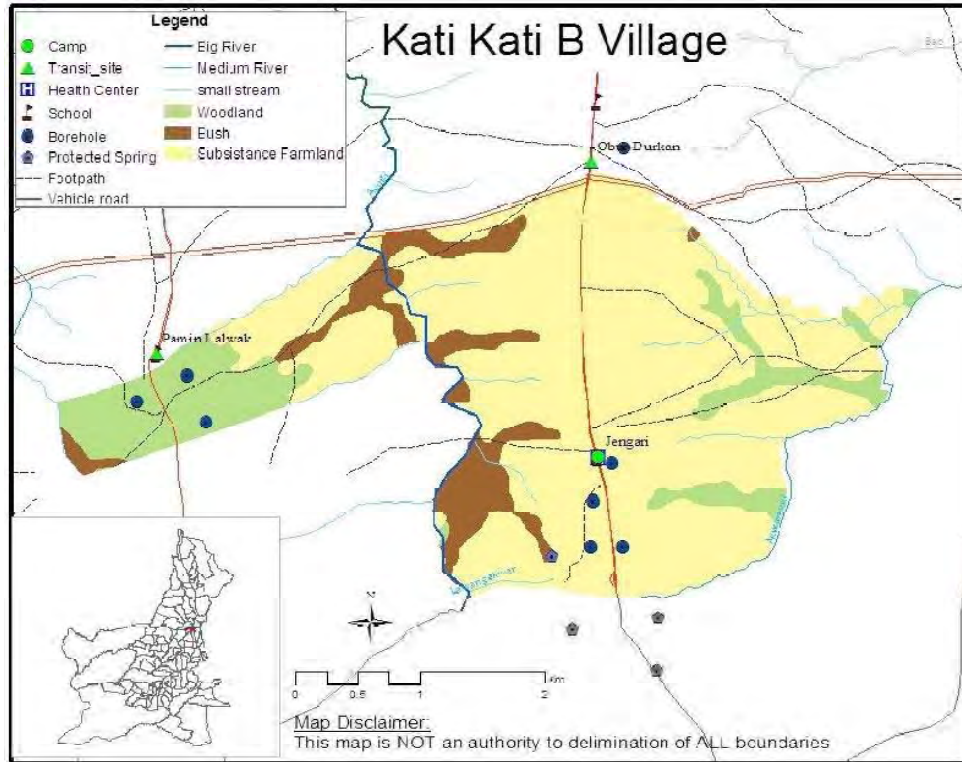 Kati Kati B Village
Legend
Camp
Transit_site
Health Center
School
Borehole
Protected Spring
Footpath
Vehicle road
Big River
Medium River
small stream
Woodland
Bush
Subsistance Farmland
Durkan
Pamin Lalwak
Jengari
N
0 0.5 1 2
Km
Map Disclaimer:
This map is NOT an authority to delimination of ALL boundaries